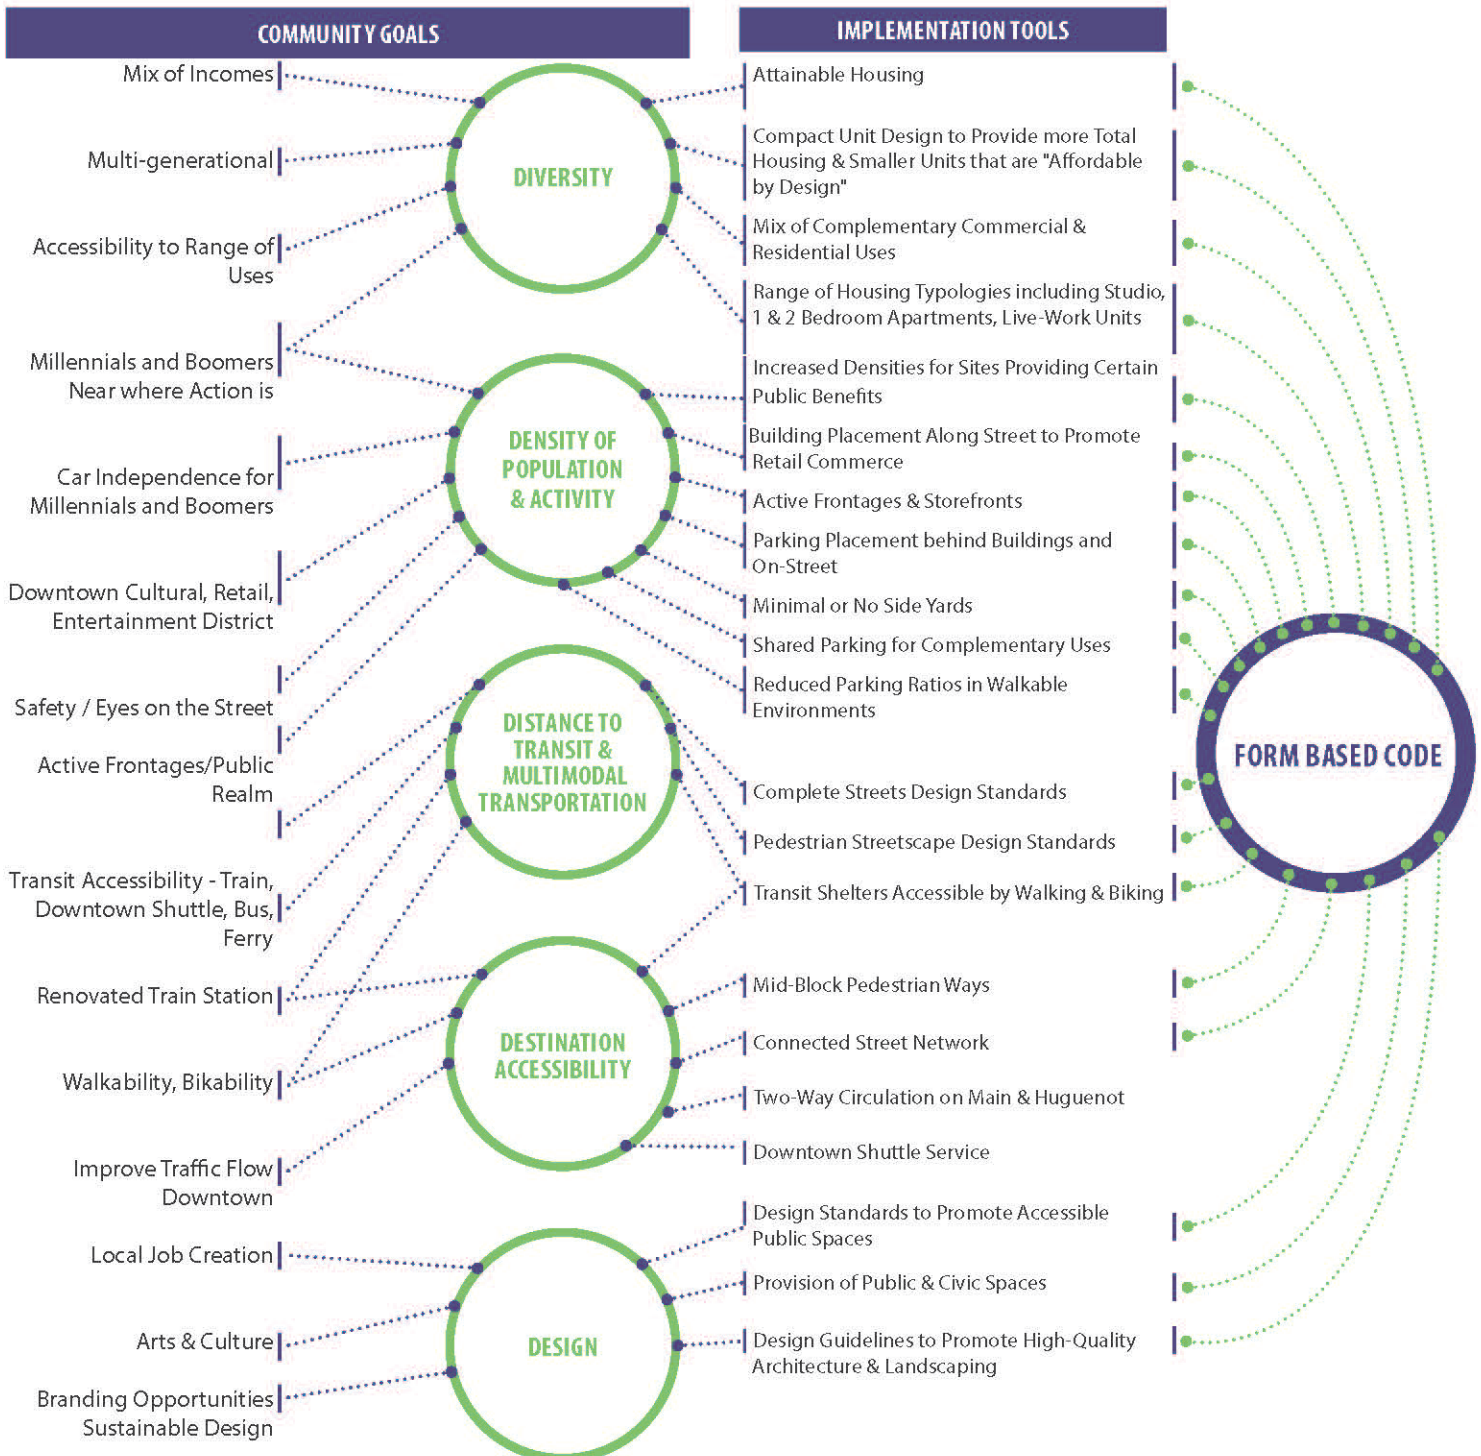 COMMUNITY GOALS
Mix of Incomes
Multi-generational
Accessibility to Range of
Uses
Millennials and Boomers
Near where Action is
Car Independence for
Millennials and Boomers
Downtown Cultural, Retail,
Entertainment District
Safety / Eyes on the Street
Active Frontages/Public
Realm
Transit Accessibility - Train,
Downtown Shuttle, Bus,
Ferry
Renovated Train Station
Walkability, Bikability
Improve Traffic Flow
Downtown
Local Job Creation
Arts & Culture
Branding Opportunities
Sustainable Design
DIVERSITY
DENSITY OF
POPULATION
& ACTIVITY
DISTANCE TO
TRANSIT &
MULTIMODAL
TRANSPORTATION
DESTINATION
ACCESSIBILITY
DESIGN
IMPLEMENTATION TOOLS
Attainable Housing
Compact Unit Design to Provide more Total
Housing & Smaller Units that are "Affordable
by Design"
Mix of Complementary Commercial &
Residential Uses
Range of Housing Typologies including Studio,
1 & 2 Bedroom Apartments, Live-Work Units
Increased Densities for Sites Providing Certain
Public Benefits
Building Placement Along Street to Promote
Retail Commerce
Active Frontages & Storefronts
Parking Placement behind Buildings and
On-Street
Minimal or No Side Yards
Shared Parking for Complementary Uses
Reduced Parking Ratios in Walkable
Environments
Complete Streets Design Standards
Pedestrian Streetscape Design Standards
Transit Shelters Accessible by Walking & Biking
Mid-Block Pedestrian Ways
Connected Street Network
Two-Way Circulation on Main & Huguenot
Downtown Shuttle Service
Design Standards to Promote Accessible
Public Spaces
Provision of Public & Civic Spaces
Design Guidelines to Promote High-Quality
Architecture & Landscaping
FORM BASED CODE